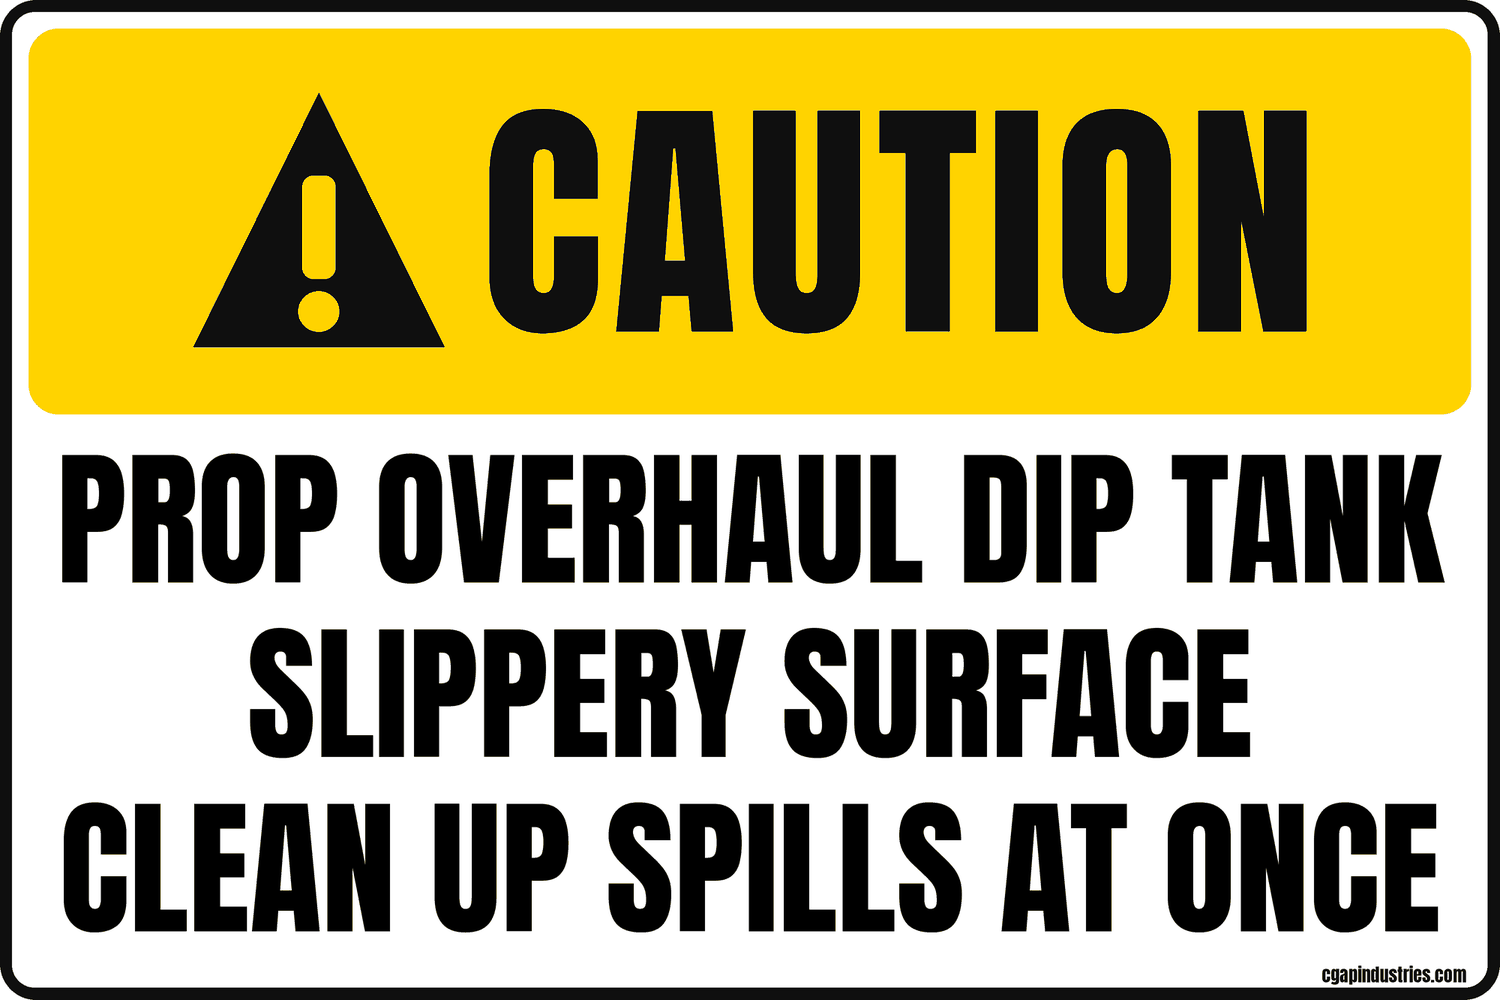 CAUTION
PROP OVERHAUL DIP TANK
SLIPPERY SURFACE
CLEAN UP SPILLS AT ONCE
cgapindustries.com